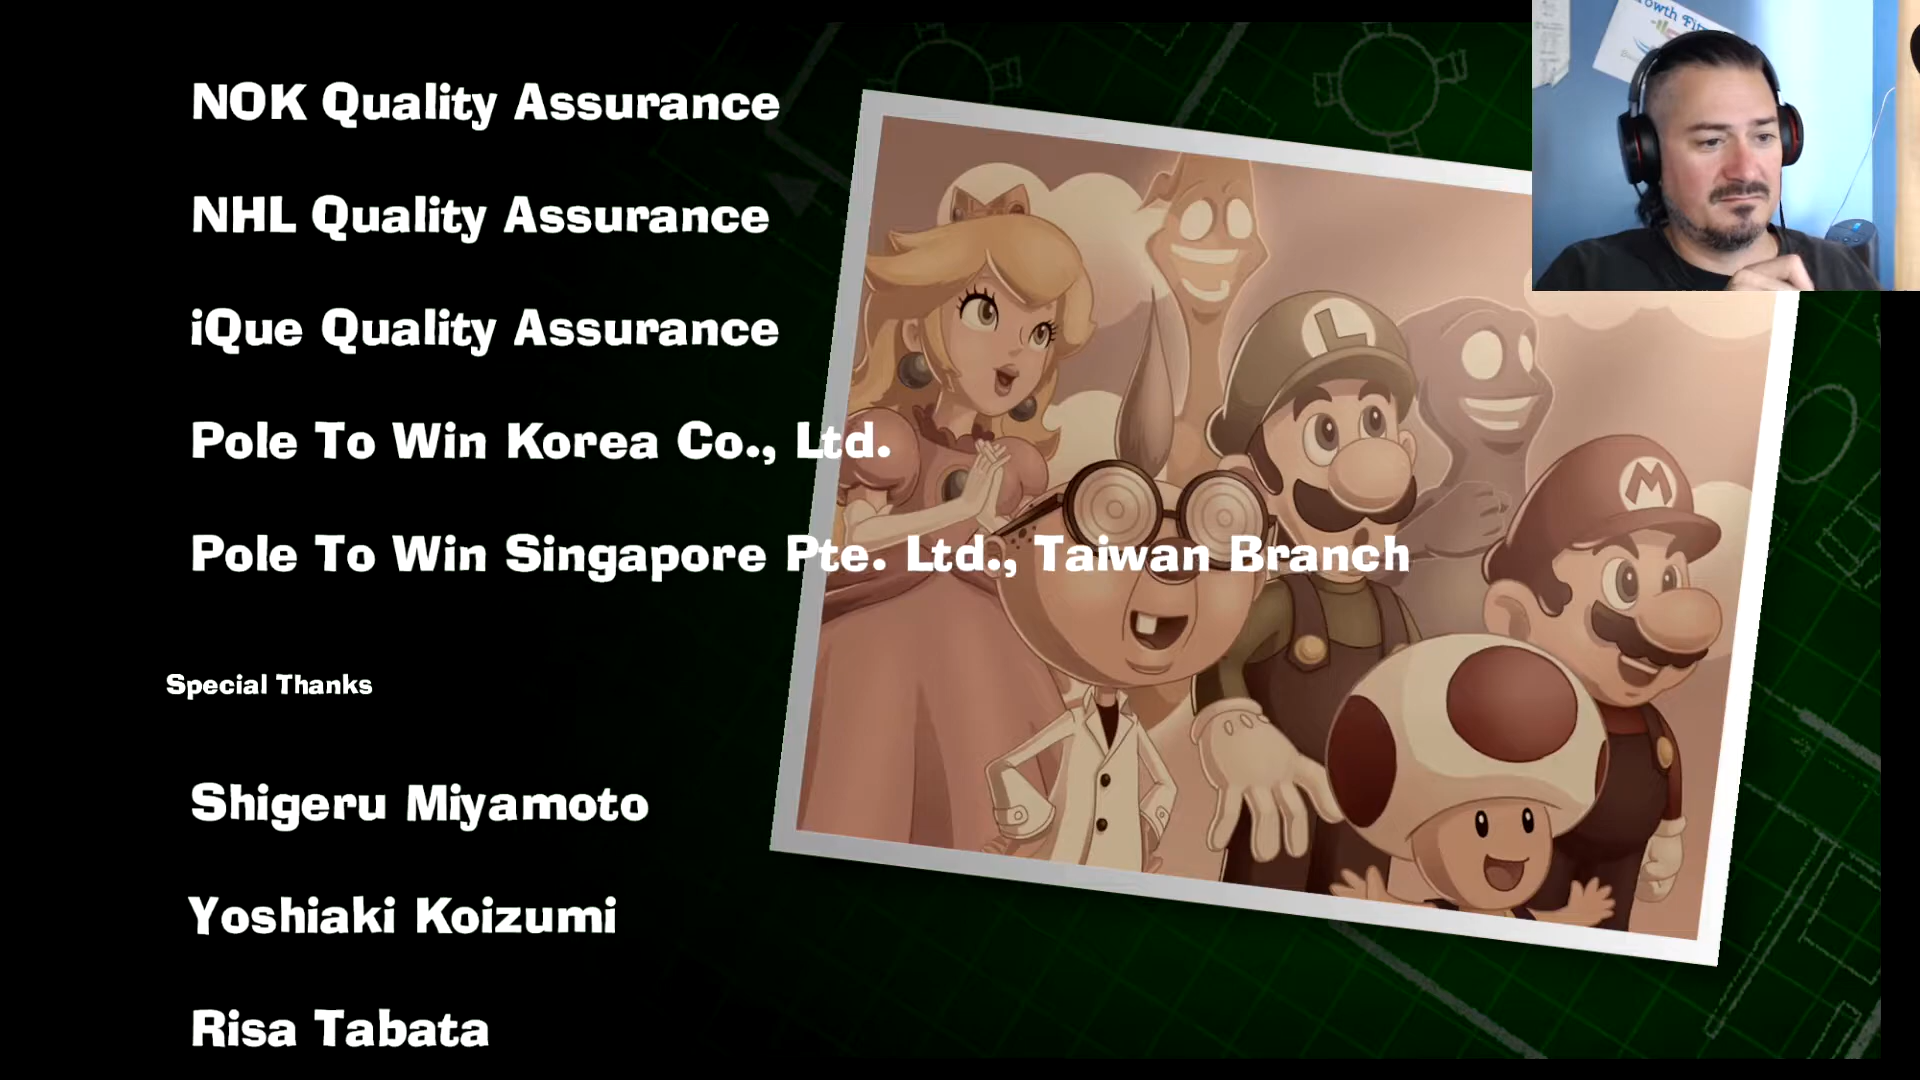 NOK Quality Assurance
NHL Quality Assurance
iQue Quality Assurance
Pole To Win Korea Co., Ltd.
Pole To Win Singapore Pte. Ltd., Taiwan Branch
Special Thanks
Shigeru Miyamoto
Yoshiaki Koizumi
Risa Tabata
L
M